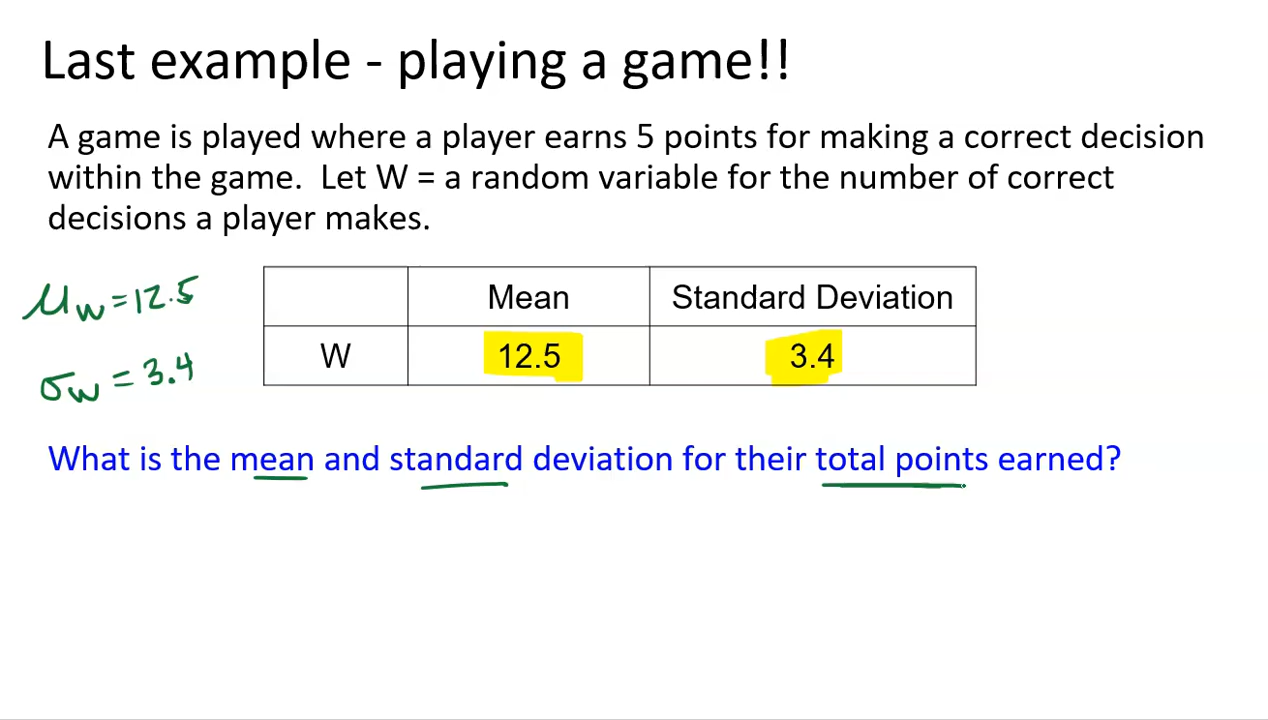 Last example - playing a game!!
A game is played where a player earns 5 points for making a correct decision
within the game. Let W = a random variable for the number of correct
decisions a player makes.
μw = 12.5
Mean Standard Deviation
W 12.5 3.4
σw = 3.4
What is the mean and standard deviation for their total points earned?